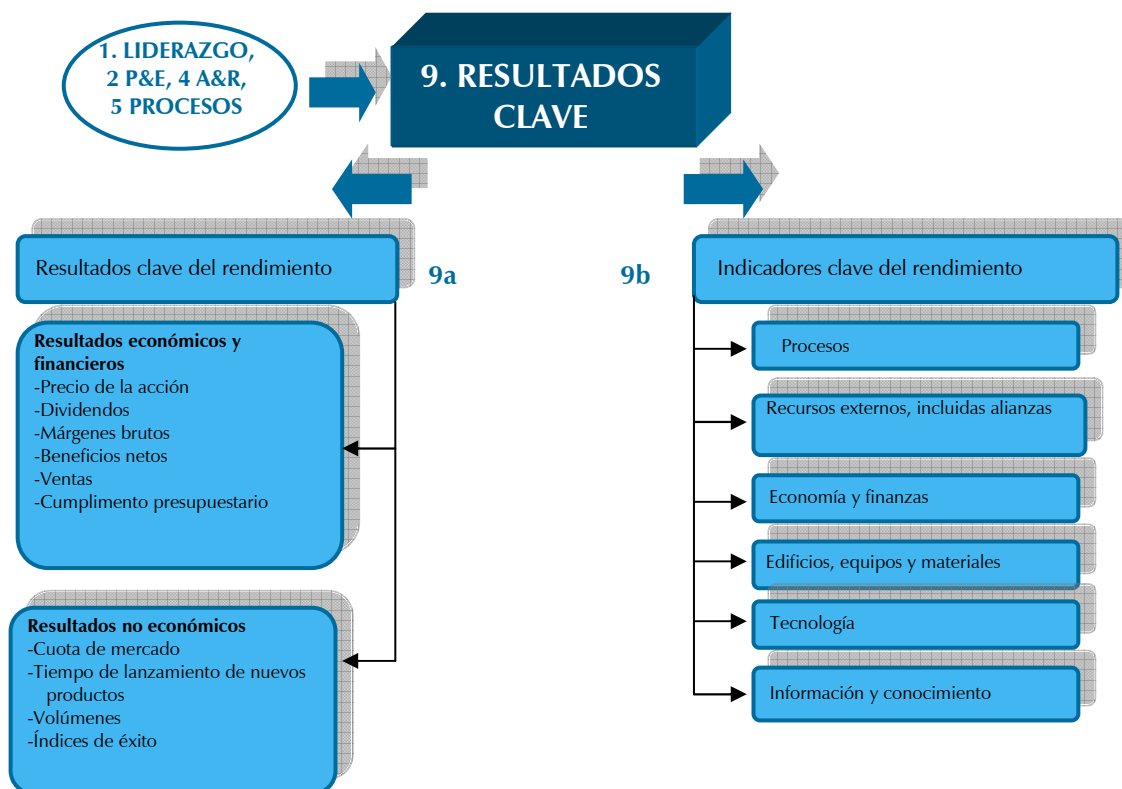 1. LIDERAZGO,
2 P&E, 4 A&R,
5 PROCESOS
9. RESULTADOS
CLAVE
Resultados clave del rendimiento
9a
Resultados económicos y
financieros
-Precio de la acción
-Dividendos
-Márgenes brutos
-Beneficios netos
-Ventas
-Cumplimento presupuestario
Resultados no económicos
-Cuota de mercado
-Tiempo de lanzamiento de nuevos
productos
-Volúmenes
-Índices de éxito
9b
Indicadores clave del rendimiento
Procesos
Recursos externos, incluidas alianzas
Economía y finanzas
Edificios, equipos y materiales
Tecnología
Información y conocimiento